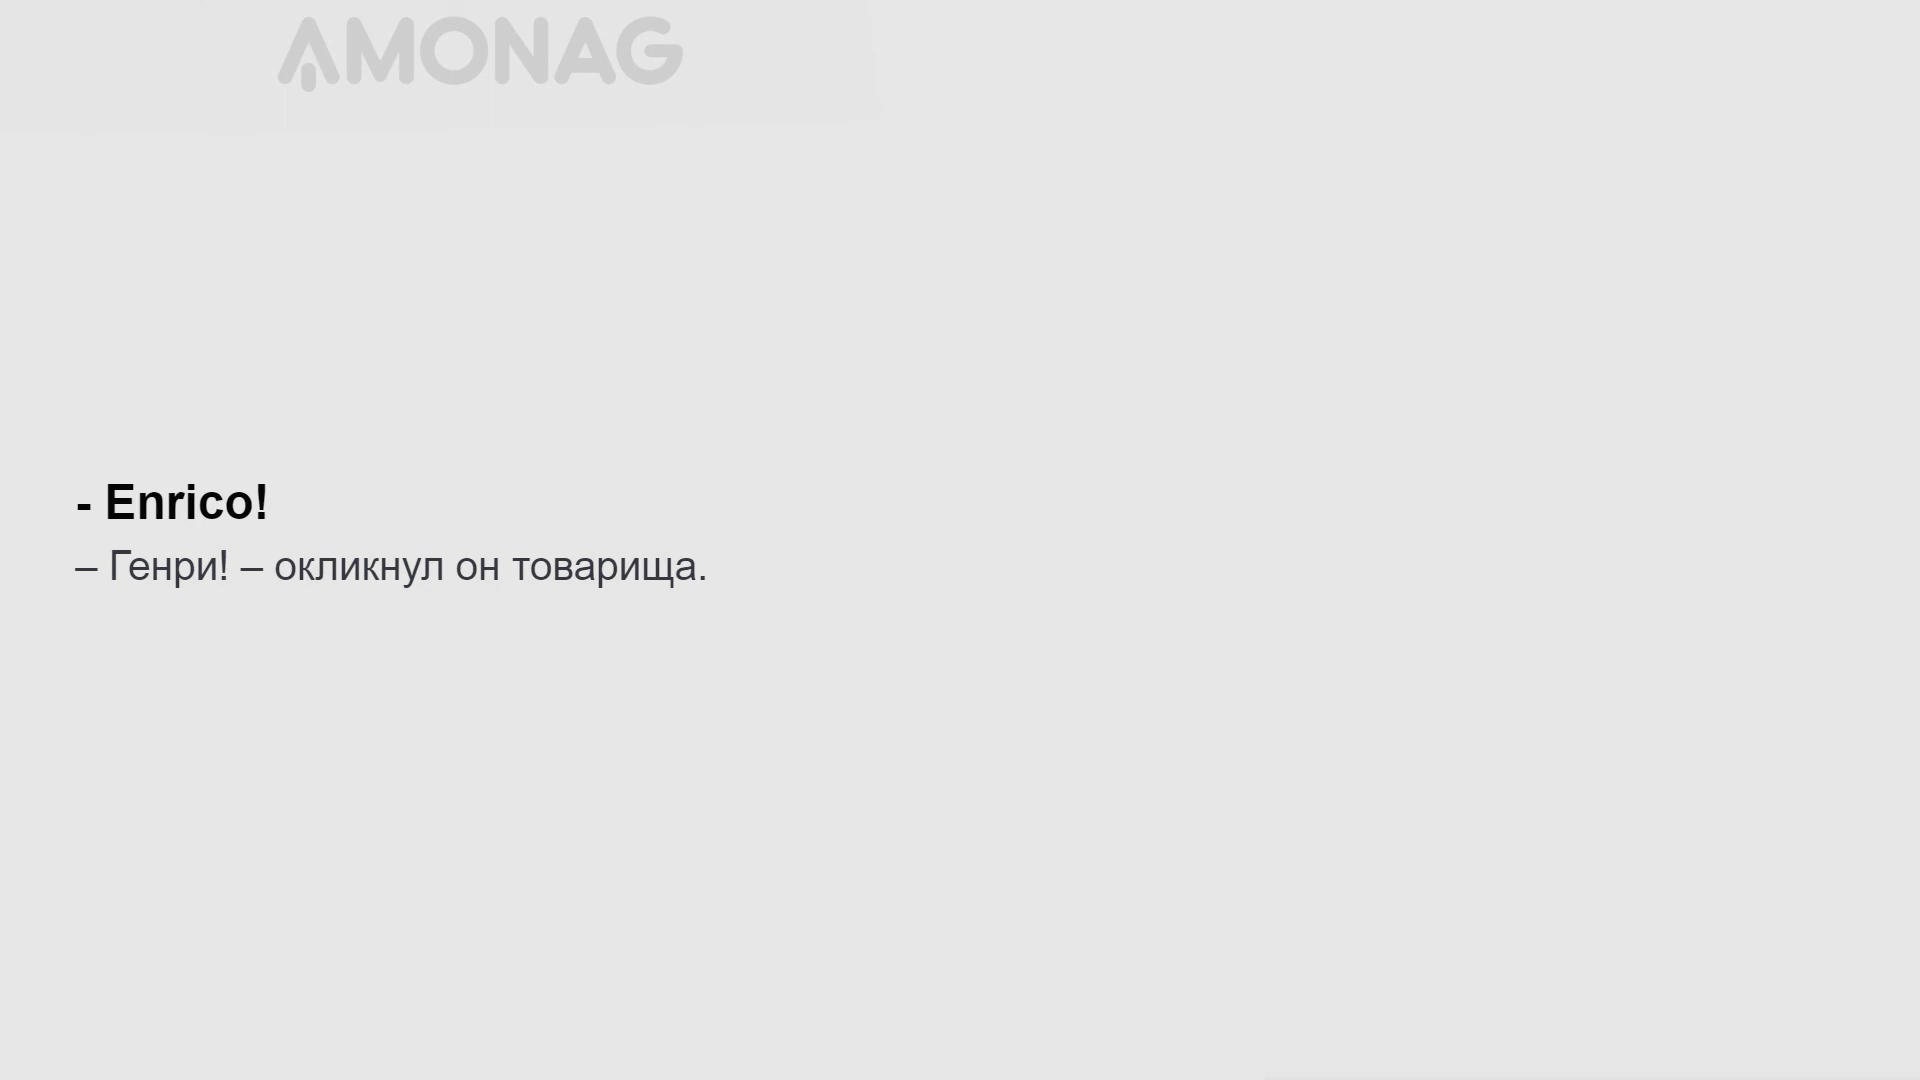 AMONAG
- Enrico!
– Генри! – окликнул он товарища.